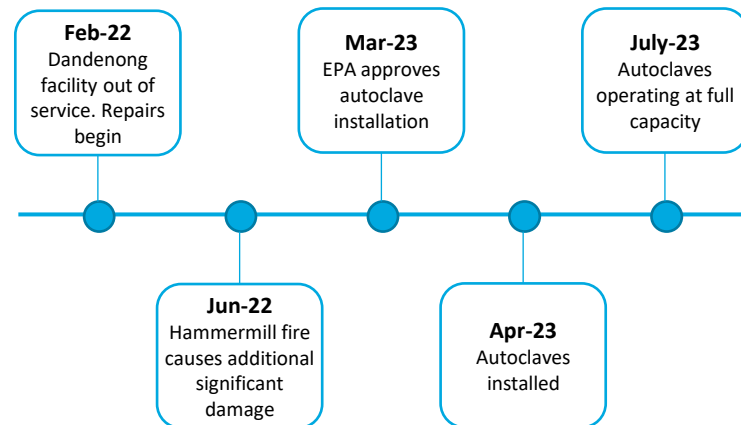 Feb-22
Dandenong
facility out of
service. Repairs
begin
Jun-22
Hammermill fire
causes additional
significant
damage
Mar-23
EPA approves
autoclave
installation
Apr-23
Autoclaves
installed
July-23
Autoclaves
operating at full
capacity